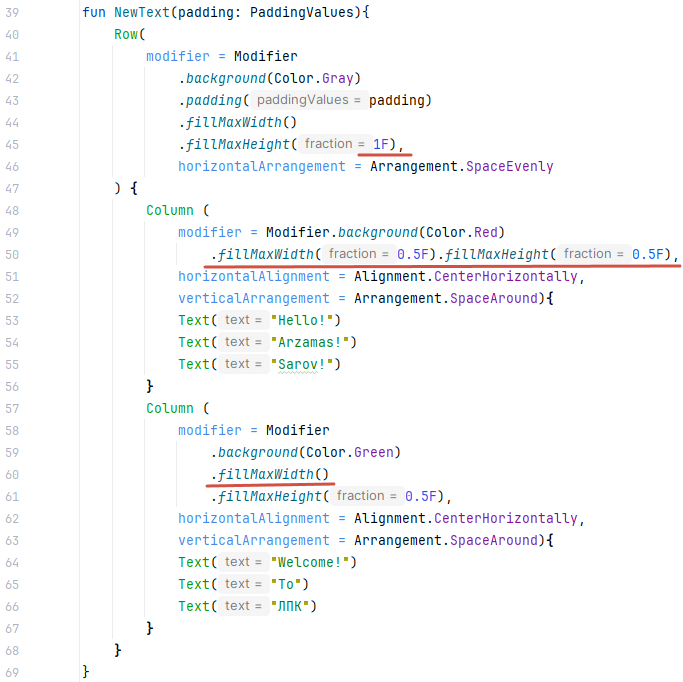 39 fun NewText(padding: PaddingValues){
40 Row(
41 modifier = Modifier
42 .background(Color.Gray)
43 .padding( paddingValues = padding)
44 .fillMaxWidth()
45 .fillMaxHeight( fraction = 1F),
46 horizontalArrangement = Arrangement.SpaceEvenly
47 ) {
48 Column (
49 modifier = Modifier.background(Color.Red)
50 .fillMaxWidth( fraction = 0.5F).fillMaxHeight( fraction = 0.5F),
51 horizontalAlignment = Alignment.CenterHorizontally,
52 verticalArrangement = Arrangement.SpaceAround){
53 Text( text = "Hello!")
54 Text( text = "Arzamas!")
55 Text( text = "Sarov!")
56 }
57 Column (
58 modifier = Modifier
59 .background(Color.Green)
60 .fillMaxWidth()
61 .fillMaxHeight( fraction = 0.5F),
62 horizontalAlignment = Alignment.CenterHorizontally,
63 verticalArrangement = Arrangement.SpaceAround){
64 Text( text = "Welcome!")
65 Text( text = "To")
66 Text( text = "ЛПК")
67 }
68 }
69 }